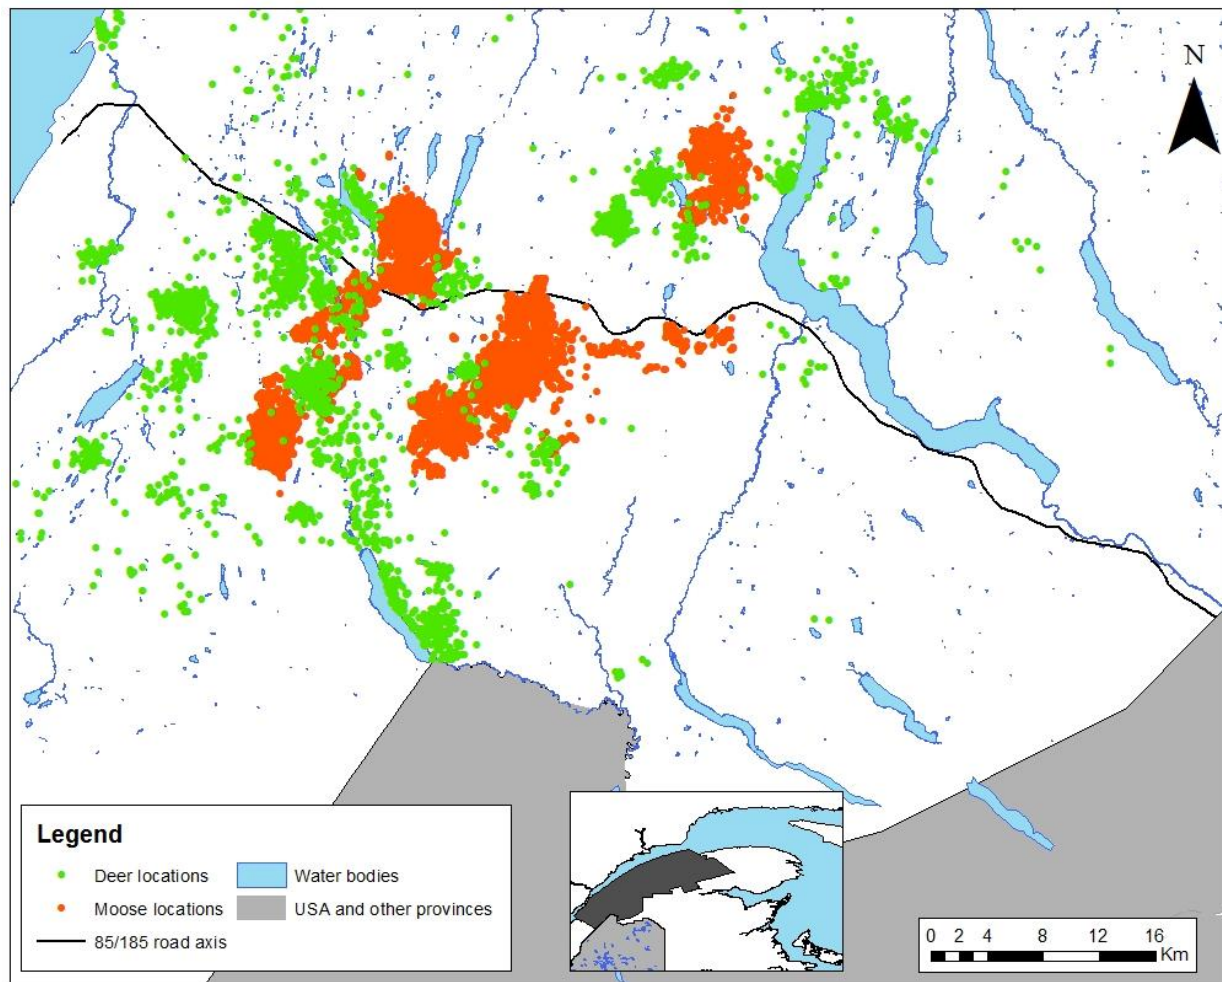 N
Legend
Deer locations
Water bodies
Moose locations
USA and other provinces
85/185 road axis
0 2 4 8 12 16
Km